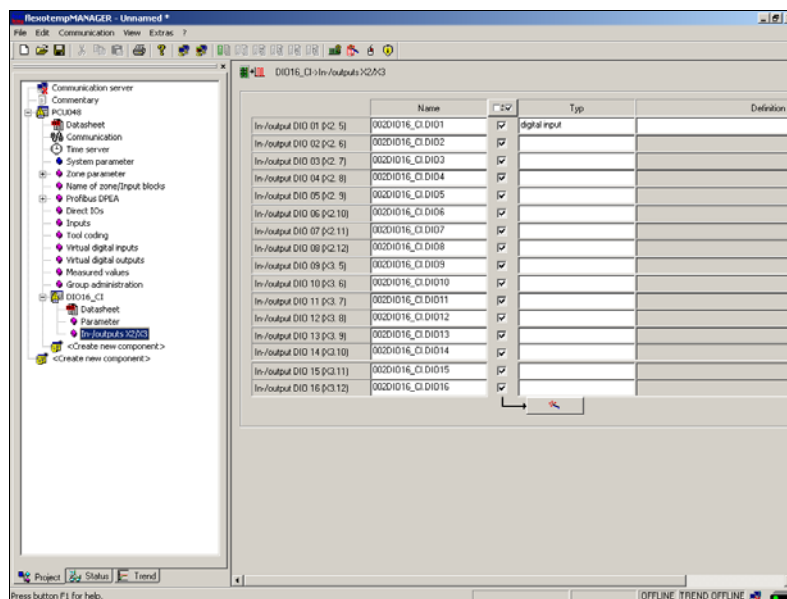 flexotempMANAGER - Unnamed *
File Edit Communication View Extras ?
DIO16_CI->In-/outputs X2/X3
Communication server
Commentary
PCU048
Datasheet
Communication
Time server
System parameter
Zone parameter
Name of zone/Input blocks
Profibus DPEA
Direct IOs
Inputs
Tool coding
Virtual digital inputs
Virtual digital outputs
Measured values
Group administration
DIO16_CI
Datasheet
Parameter
In-/outputs X2/X3
<Create new component>
<Create new component>
Name Typ Definition
In-/output DIO 01 (X2. 5) 002DIO16_CI.DIO1 digital input
In-/output DIO 02 (X2. 6) 002DIO16_CI.DIO2
In-/output DIO 03 (X2. 7) 002DIO16_CI.DIO3
In-/output DIO 04 (X2. 8) 002DIO16_CI.DIO4
In-/output DIO 05 (X2. 9) 002DIO16_CI.DIO5
In-/output DIO 06 (X2.10) 002DIO16_CI.DIO6
In-/output DIO 07 (X2.11) 002DIO16_CI.DIO7
In-/output DIO 08 (X2.12) 002DIO16_CI.DIO8
In-/output DIO 09 (X3. 5) 002DIO16_CI.DIO9
In-/output DIO 10 (X3. 6) 002DIO16_CI.DIO10
In-/output DIO 11 (X3. 7) 002DIO16_CI.DIO11
In-/output DIO 12 (X3. 8) 002DIO16_CI.DIO12
In-/output DIO 13 (X3. 9) 002DIO16_CI.DIO13
In-/output DIO 14 (X3.10) 002DIO16_CI.DIO14
In-/output DIO 15 (X3.11) 002DIO16_CI.DIO15
In-/output DIO 16 (X3.12) 002DIO16_CI.DIO16
Project Status Trend
Press button F1 for help.
OFFLINE TREND OFFLINE